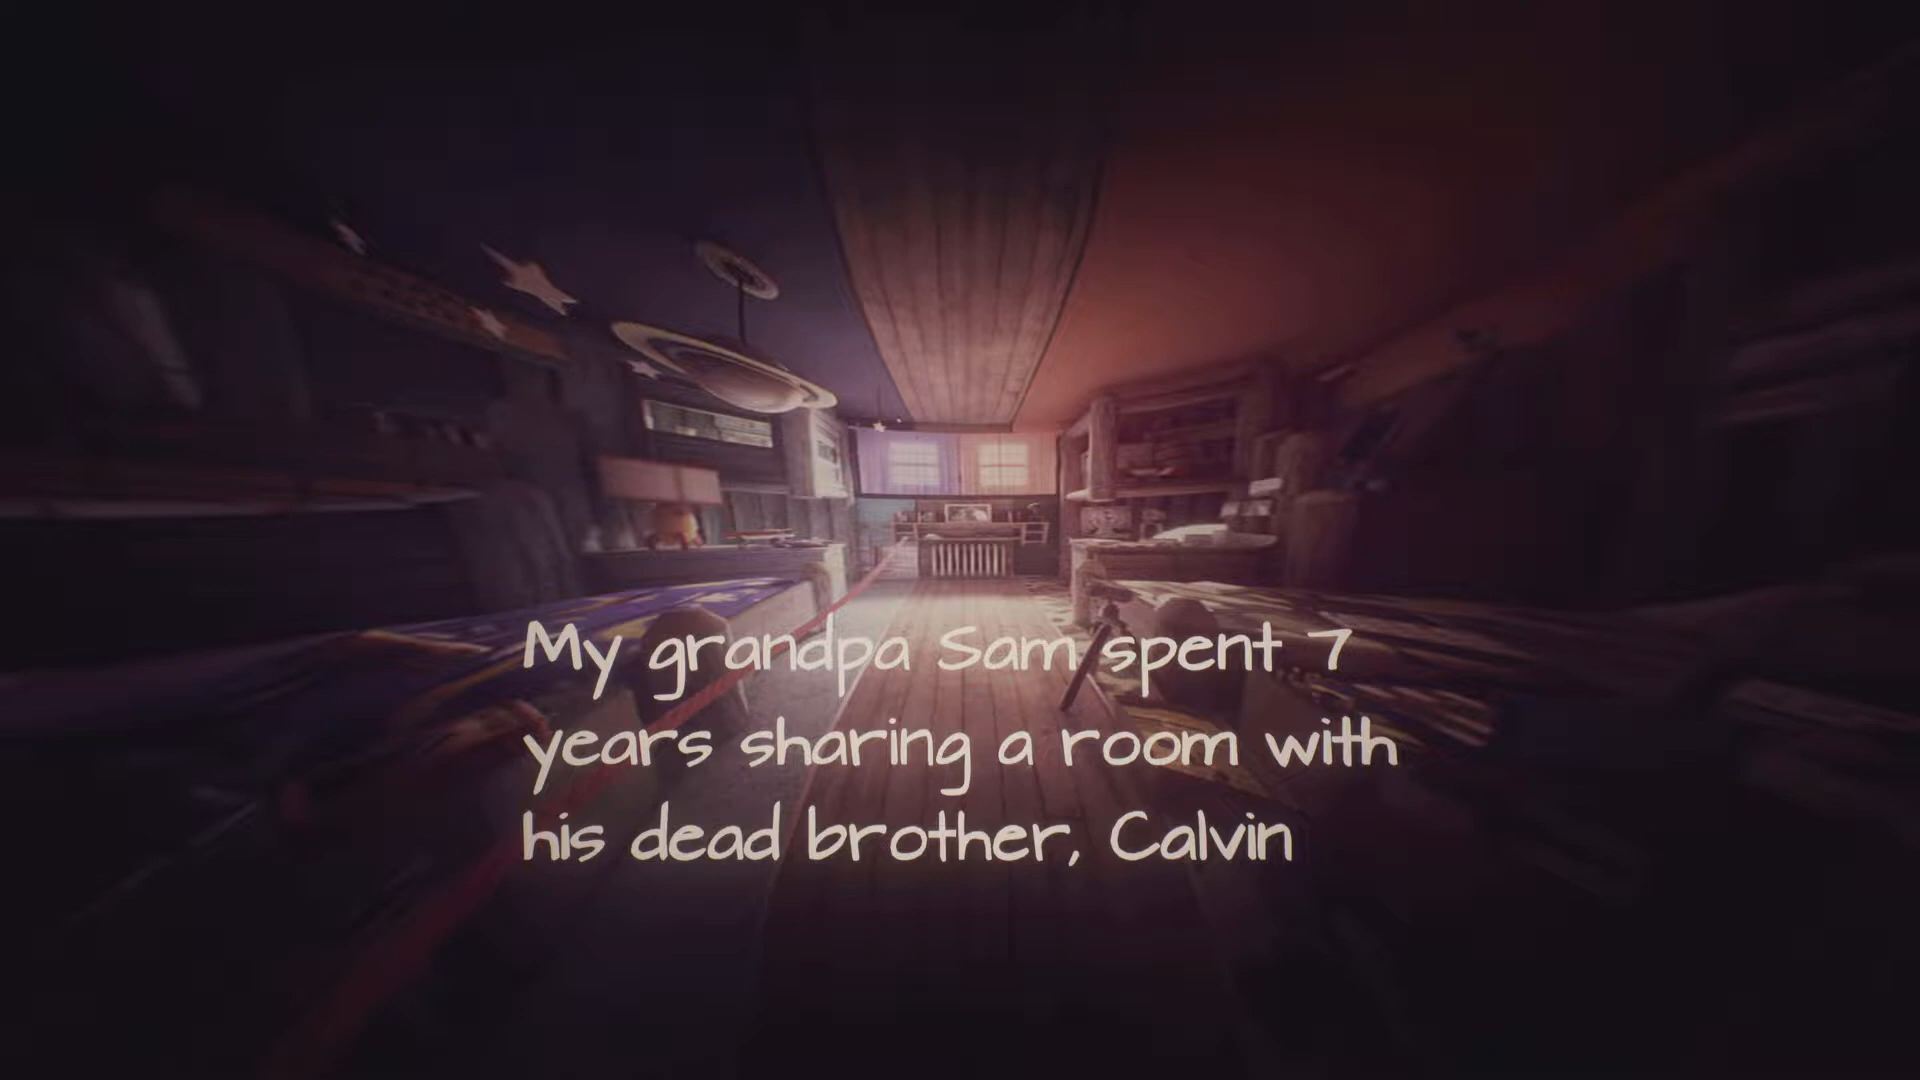 My grandpa Sam spent 7
years sharing a room with
his dead brother, Calvin